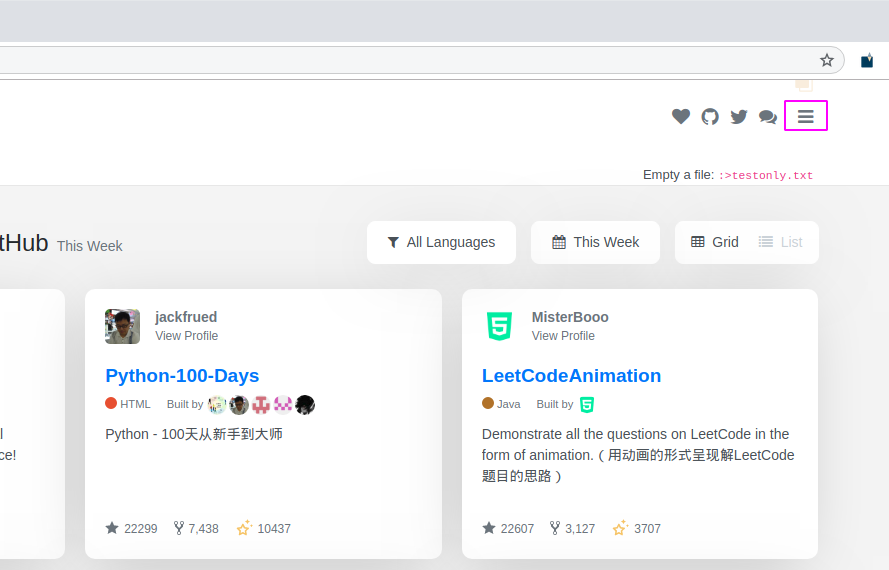 Empty a file: :>testonly.txt
tHub This Week
All Languages
This Week
Grid
List
l
ce!
jackfrued
View Profile
Python-100-Days
HTML Built by
Python - 100天从新手到大师
22299 7,438 10437
MisterBooo
View Profile
LeetCodeAnimation
Java Built by
Demonstrate all the questions on LeetCode in the
form of animation.（用动画的形式呈现解LeetCode
题目的思路）
22607 3,127 3707